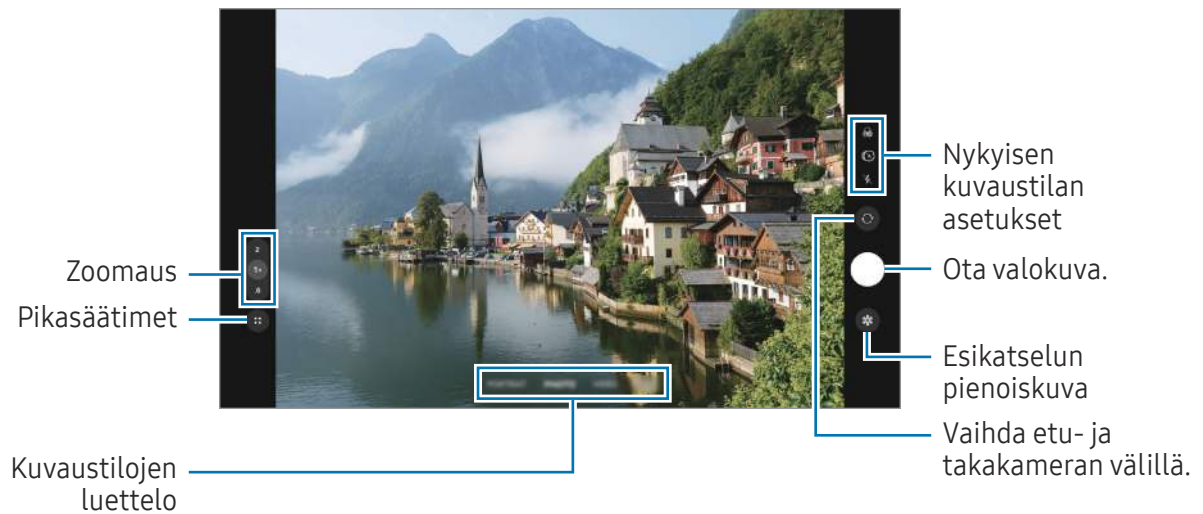 Nykyisen
kuvaustilan
asetukset
Zoomaus
Ota valokuva.
Pikasäätimet
Esikatselun
pienoiskuva
Vaihda etu- ja
takakameran välillä.
Kuvaustilojen
luettelo